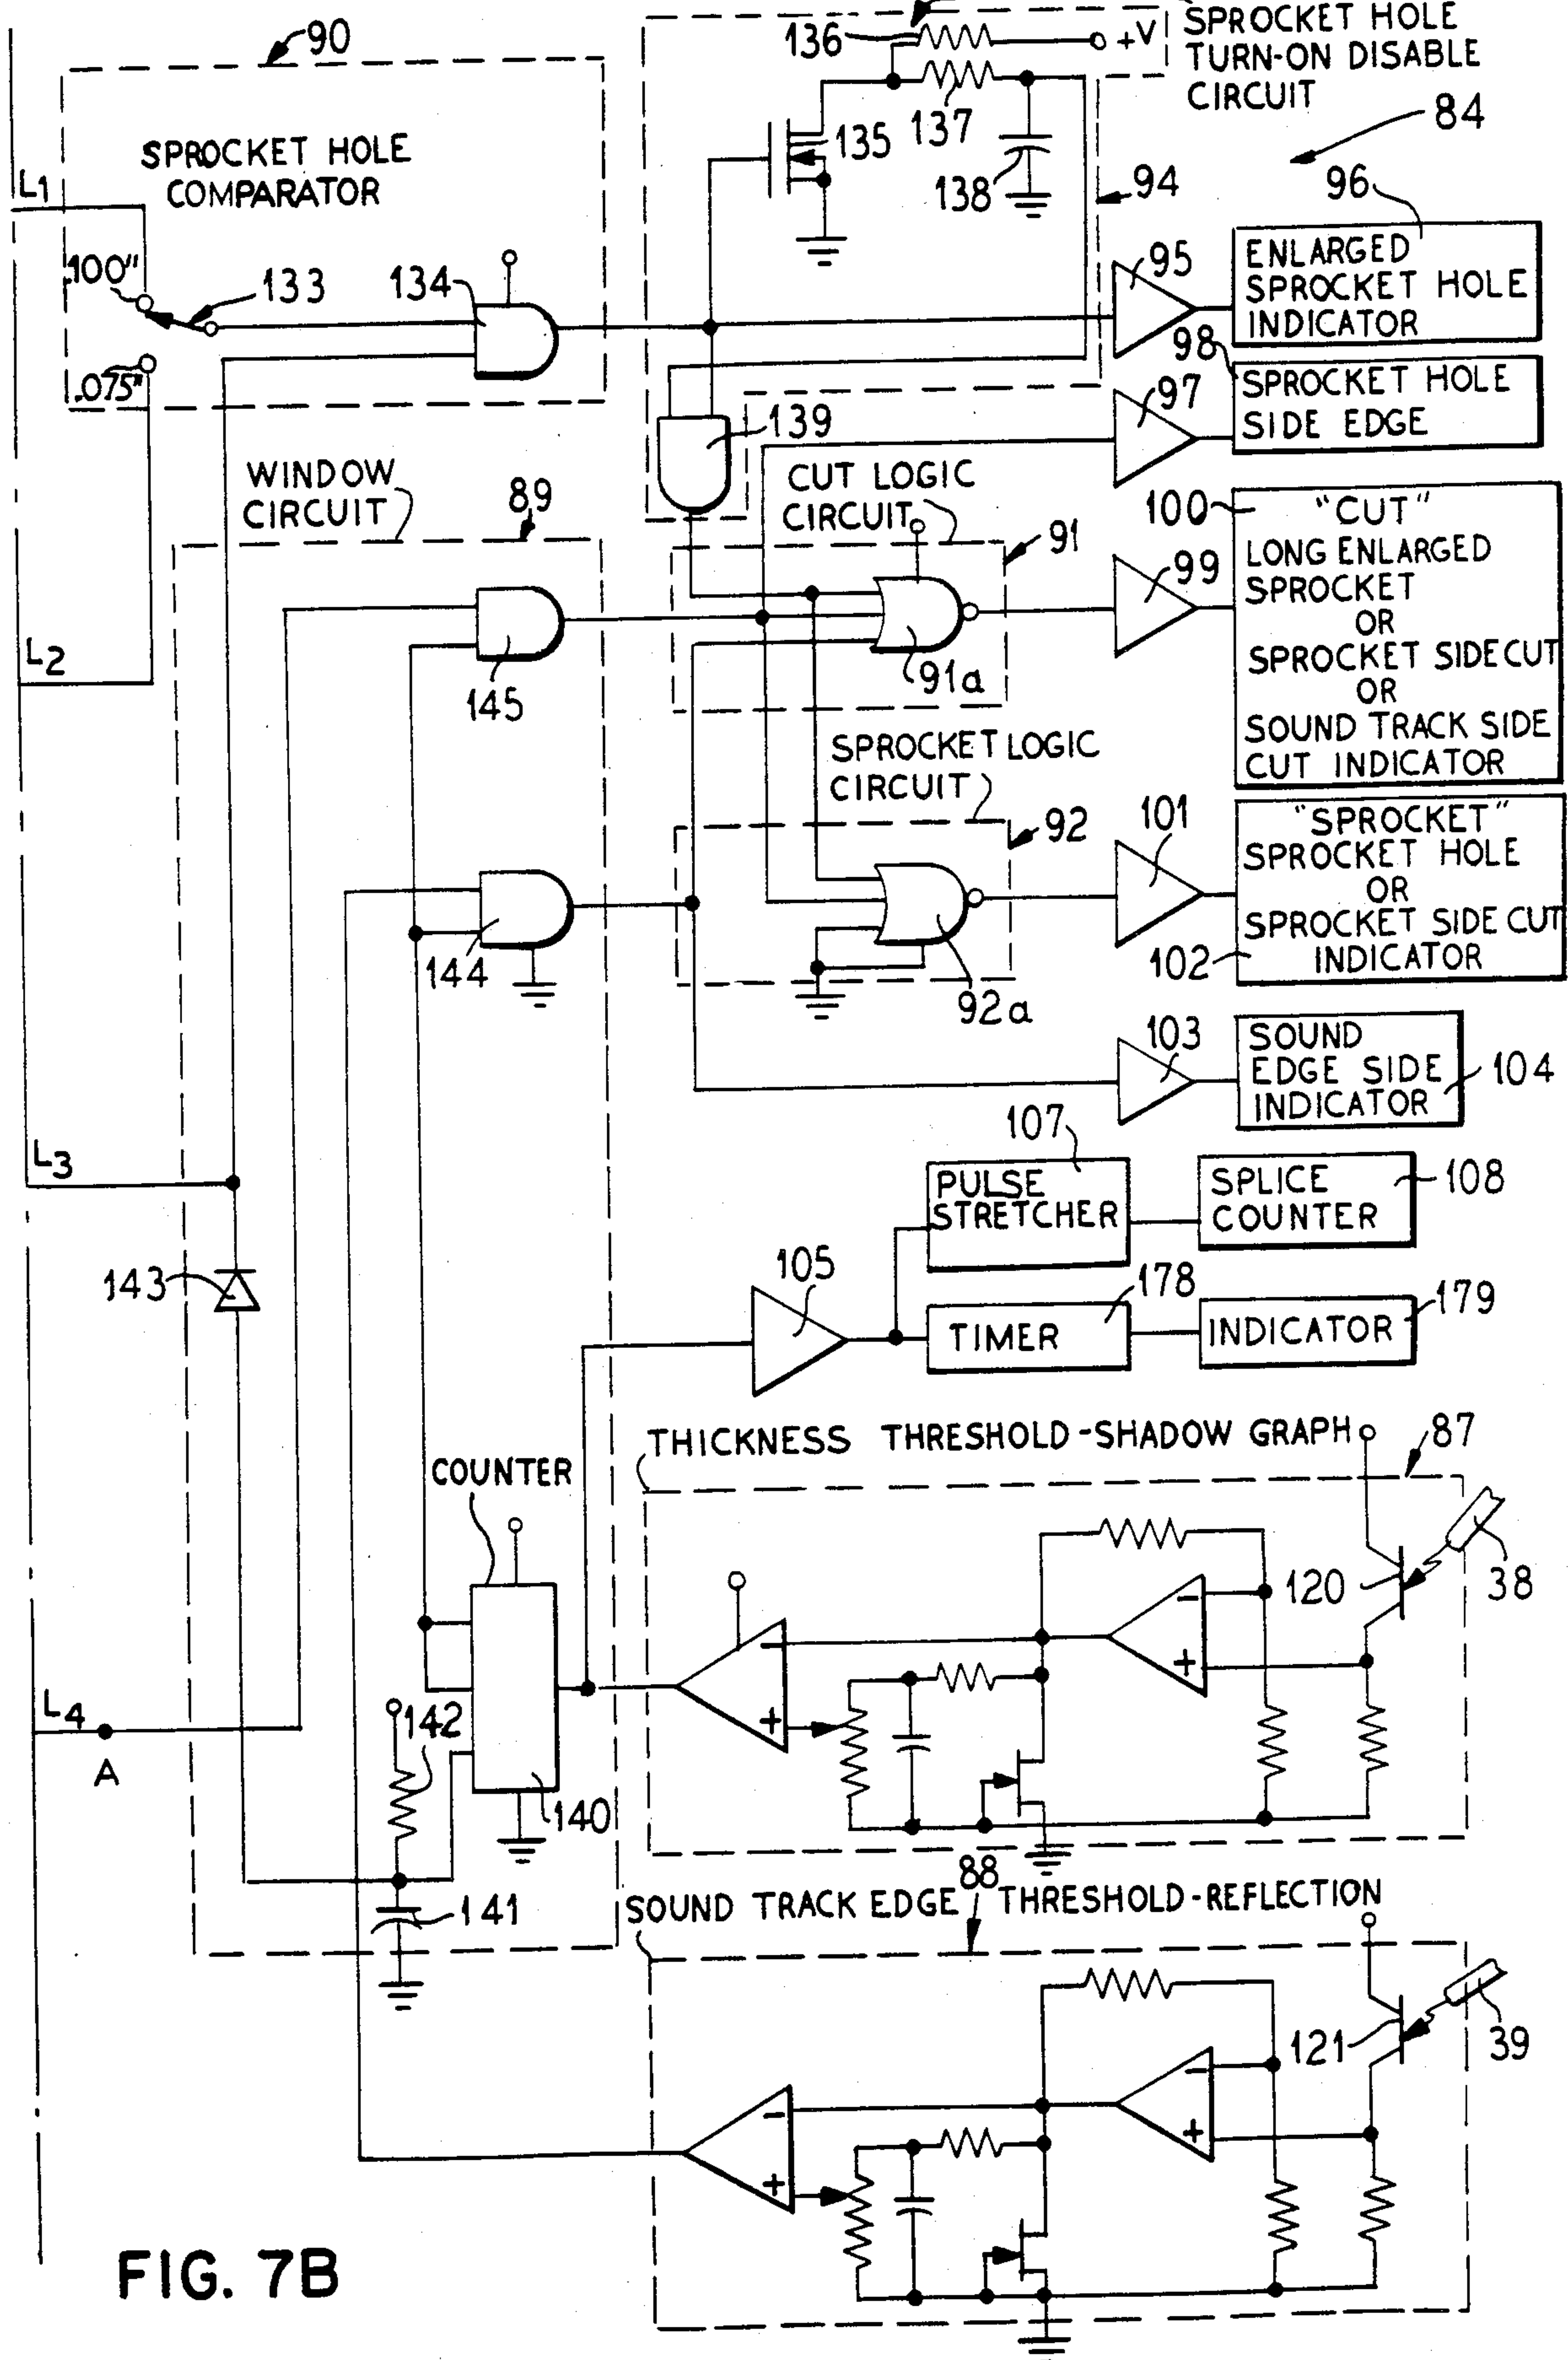 90
136
+V
SPROCKET HOLE
TURN-ON DISABLE
CIRCUIT
84
SPROCKET HOLE
COMPARATOR
135
137
138
94
96
L1
.100"
133
134
95
ENLARGED
SPROCKET HOLE
INDICATOR
.075"
139
97
98
SPROCKET HOLE
SIDE EDGE
WINDOW
CIRCUIT
89
CUT LOGIC
CIRCUIT
91
99
100
"CUT"
LONG ENLARGED
SPROCKET
OR
SPROCKET SIDE CUT
OR
SOUND TRACK SIDE
CUT INDICATOR
L2
145
91a
SPROCKET LOGIC
CIRCUIT
92
101
"SPROCKET"
SPROCKET HOLE
OR
SPROCKET SIDE CUT
INDICATOR
102
144
92a
103
SOUND
EDGE SIDE
INDICATOR
104
107
L3
PULSE
STRETCHER
SPLICE
COUNTER
108
143
105
178
179
TIMER
INDICATOR
THICKNESS THRESHOLD-SHADOW GRAPH
87
COUNTER
120
38
L4
A
142
140
141
88
SOUND TRACK EDGE THRESHOLD-REFLECTION
121
39
FIG. 7B